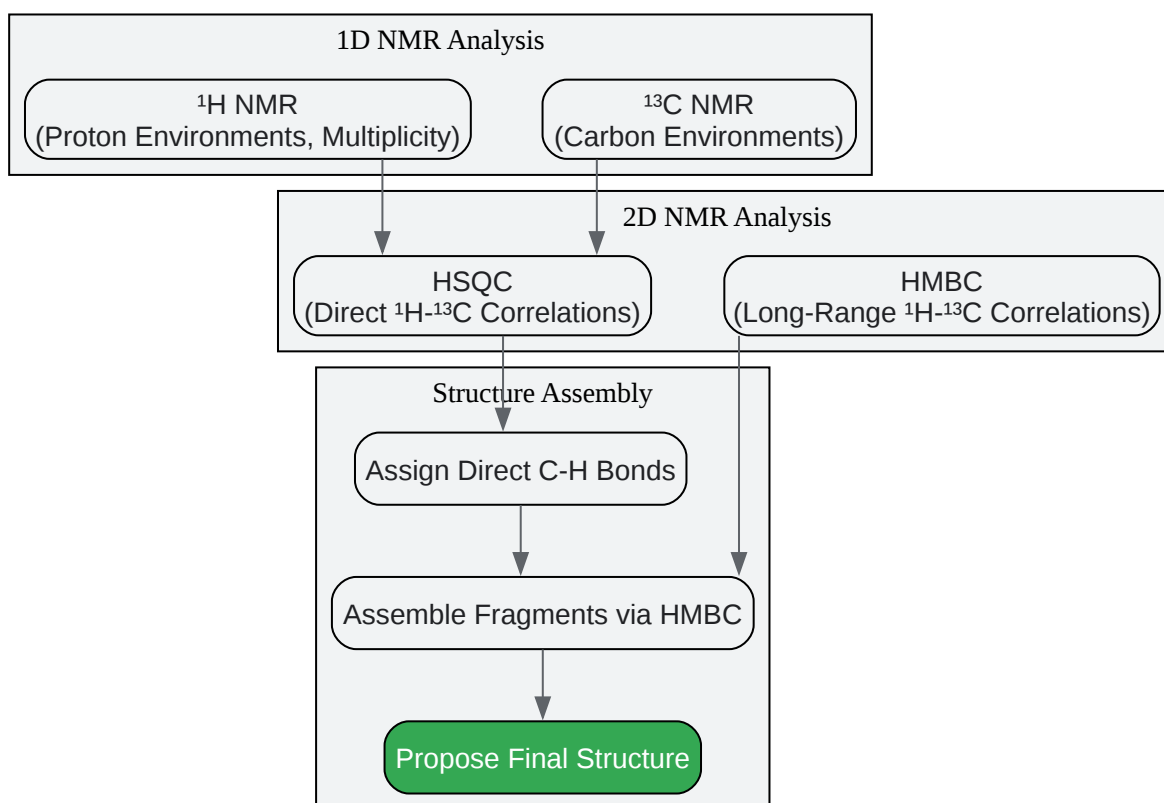 1D NMR Analysis
¹H NMR
(Proton Environments, Multiplicity)
¹³C NMR
(Carbon Environments)
2D NMR Analysis
HSQC
(Direct ¹H-¹³C Correlations)
HMBC
(Long-Range ¹H-¹³C Correlations)
Structure Assembly
Assign Direct C-H Bonds
Assemble Fragments via HMBC
Propose Final Structure